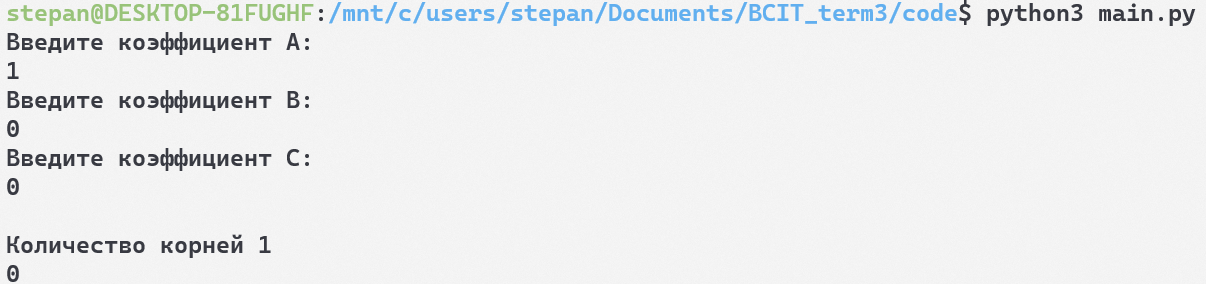 stepan@DESKTOP-81FUGHF:/mnt/c/users/stepan/Documents/BCIT_term3/code$ python3 main.py
Введите коэффициент A:
1
Введите коэффициент B:
0
Введите коэффициент C:
0
Количество корней 1
0